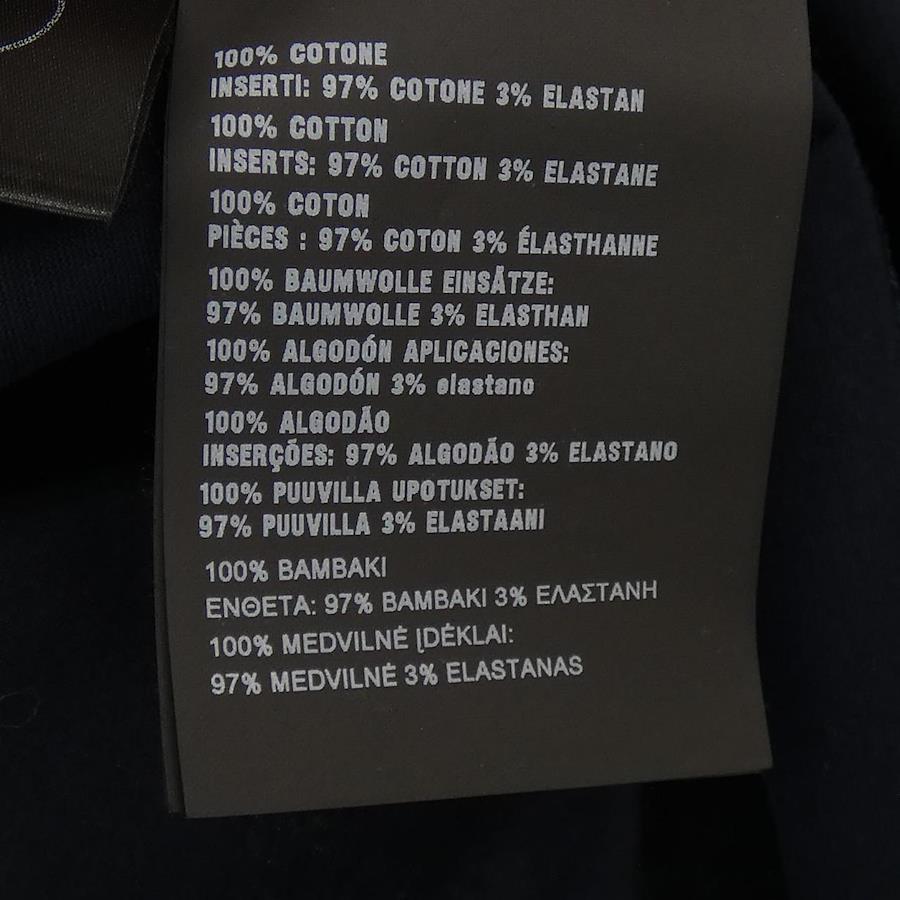 100% COTONE
INSERTI: 97% COTONE 3% ELASTAN
100% COTTON
INSERTS: 97% COTTON 3% ELASTANE
100% COTON
PIÈCES : 97% COTON 3% ÉLASTHANNE
100% BAUMWOLLE EINSÄTZE:
97% BAUMWOLLE 3% ELASTHAN
100% ALGODÓN APLICACIONES:
97% ALGODÓN 3% elastano
100% ALGODÃO
INSERÇÕES: 97% ALGODÃO 3% ELASTANO
100% PUUVILLA UPOTUKSET:
97% PUUVILLA 3% ELASTAANI
100% ΒΑΜΒΑΚΙ
ΕΝΘΕΤΑ: 97% ΒΑΜΒΑΚΙ 3% ΕΛΑΣΤΑΝΗ
100% MEDVILNĖ ĮDĖKLAI:
97% MEDVILNĖ 3% ELASTANAS